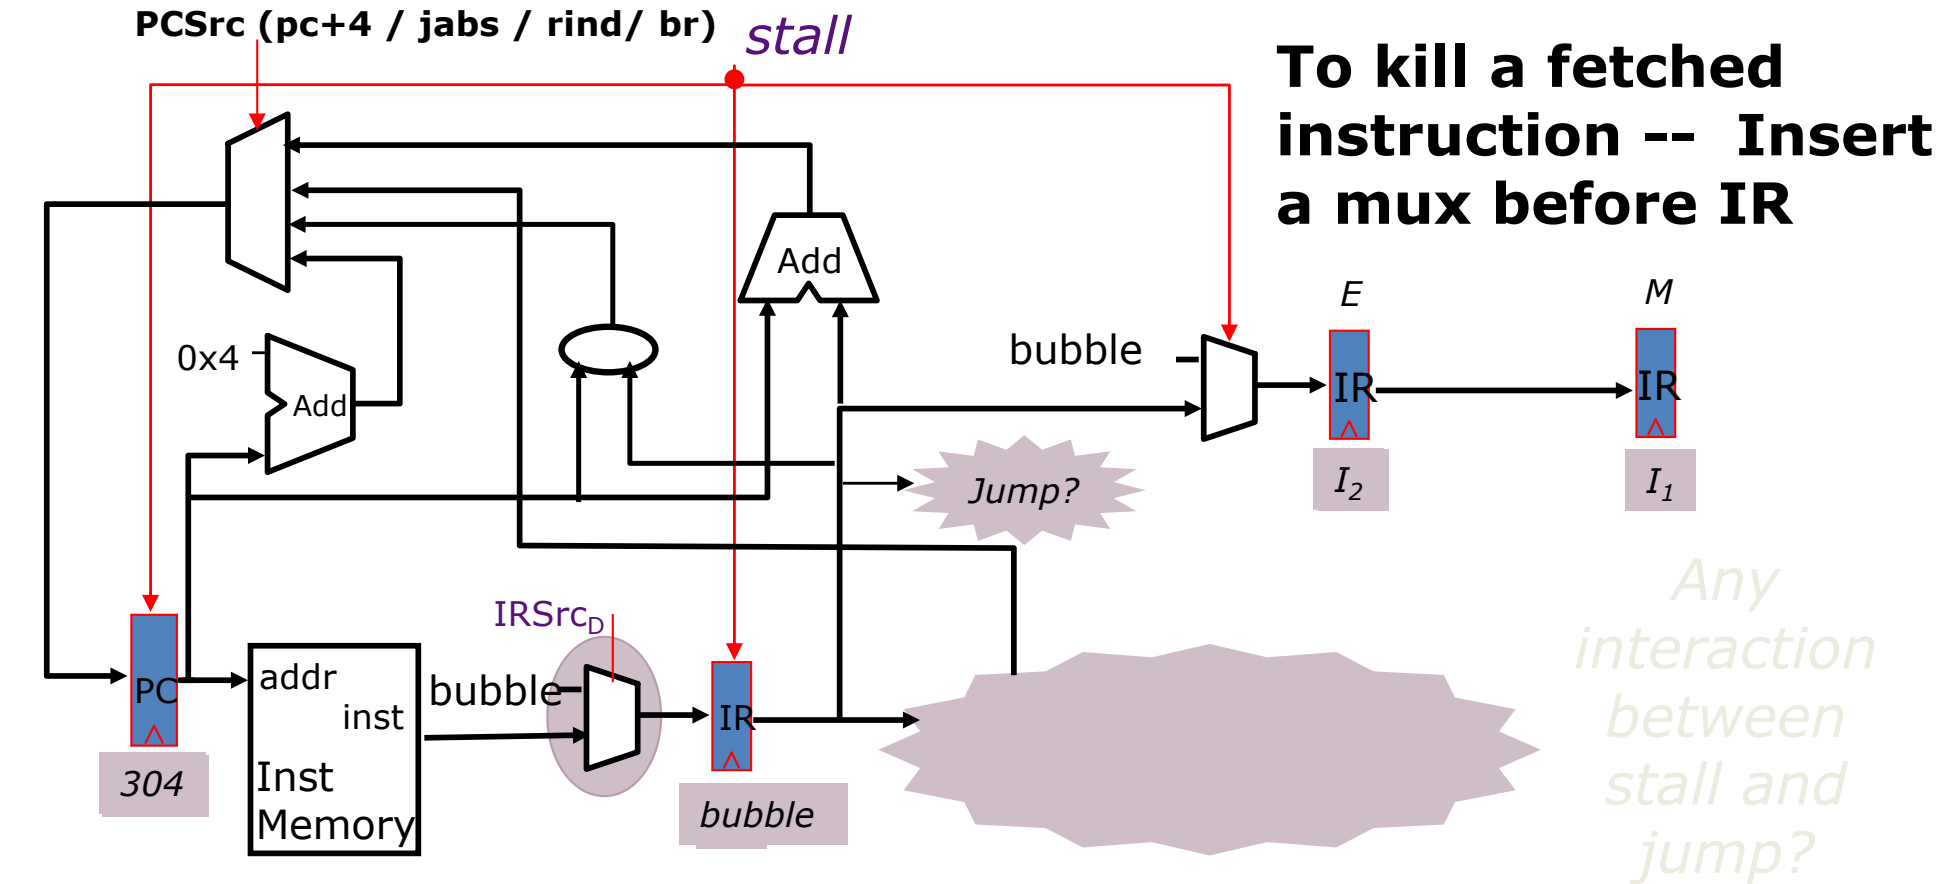 PCSrc (pc+4 / jabs / rind/ br)
stall
To kill a fetched
instruction -- Insert
a mux before IR
Add
E
M
bubble
0x4
Add
IR
IR
Jump?
I2
I1
Any
interaction
between
stall and
jump?
IRSrcD
PC
addr
inst
bubble
IR
304
Inst
Memory
bubble